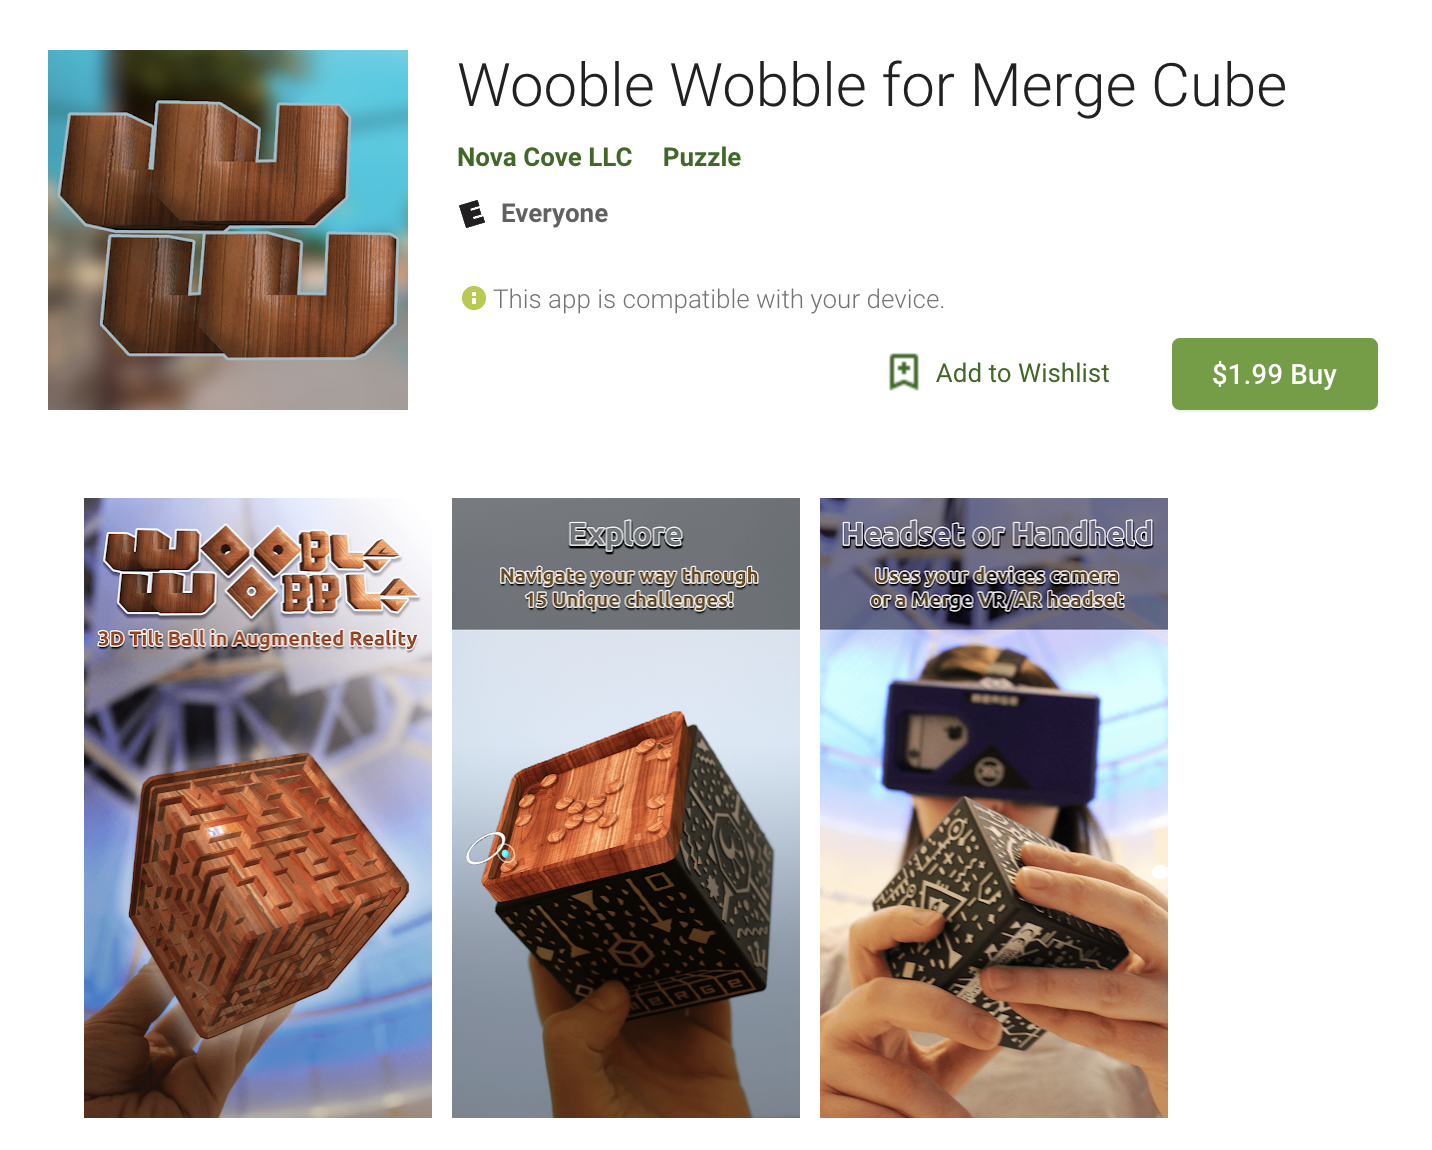 Wooble Wobble for Merge Cube
Nova Cove LLC Puzzle
E Everyone
This app is compatible with your device.
Add to Wishlist
$1.99 Buy
WOOBLE
WOBBLE
3D Tilt Ball in Augmented Reality
Explore
Navigate your way through
15 Unique challenges!
MERGE
Headset or Handheld
Uses your devices camera
or a Merge VR/AR headset
MERGE